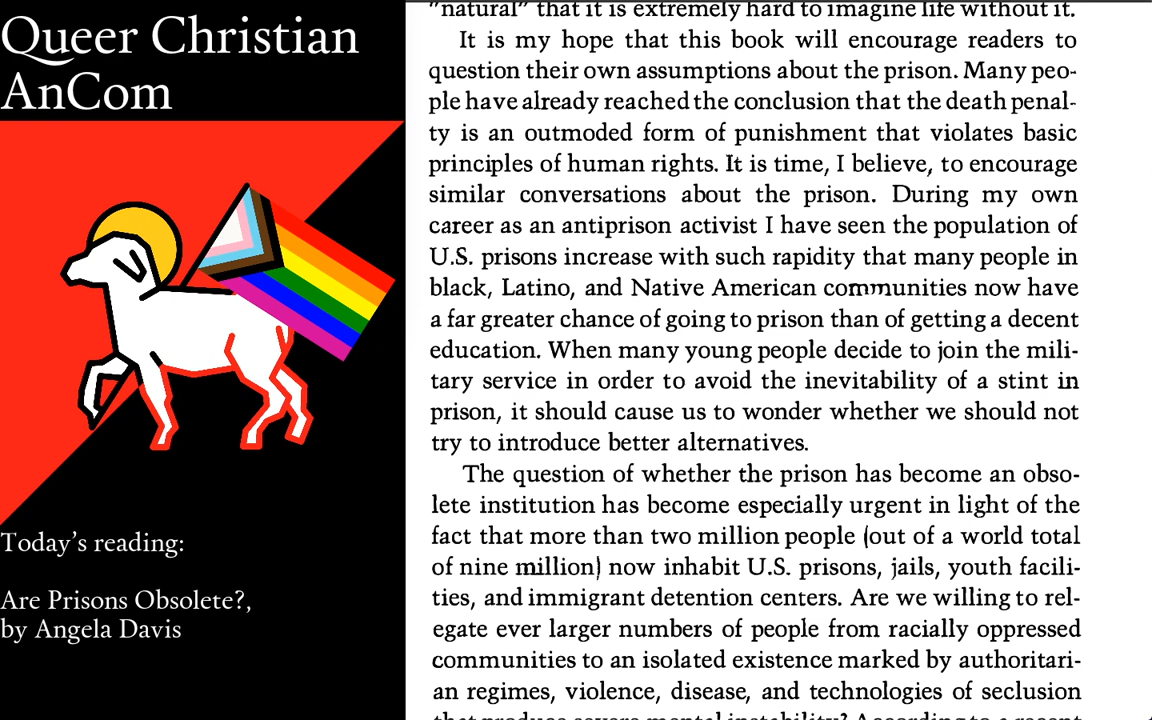 Queer Christian
AnCom
Today's reading:
Are Prisons Obsolete?,
by Angela Davis
"natural" that it is extremely hard to imagine life without it.
It is my hope that this book will encourage readers to
question their own assumptions about the prison. Many peo-
ple have already reached the conclusion that the death penal-
ty is an outmoded form of punishment that violates basic
principles of human rights. It is time, I believe, to encourage
similar conversations about the prison. During my own
career as an antiprison activist I have seen the population of
U.S. prisons increase with such rapidity that many people in
black, Latino, and Native American communities now have
a far greater chance of going to prison than of getting a decent
education. When many young people decide to join the mili-
tary service in order to avoid the inevitability of a stint in
prison, it should cause us to wonder whether we should not
try to introduce better alternatives.
The question of whether the prison has become an obso-
lete institution has become especially urgent in light of the
fact that more than two million people (out of a world total
of nine million) now inhabit U.S. prisons, jails, youth facili-
ties, and immigrant detention centers. Are we willing to rel-
egate ever larger numbers of people from racially oppressed
communities to an isolated existence marked by authoritari-
an regimes, violence, disease, and technologies of seclusion
that produce severe mental instability? According to a recent